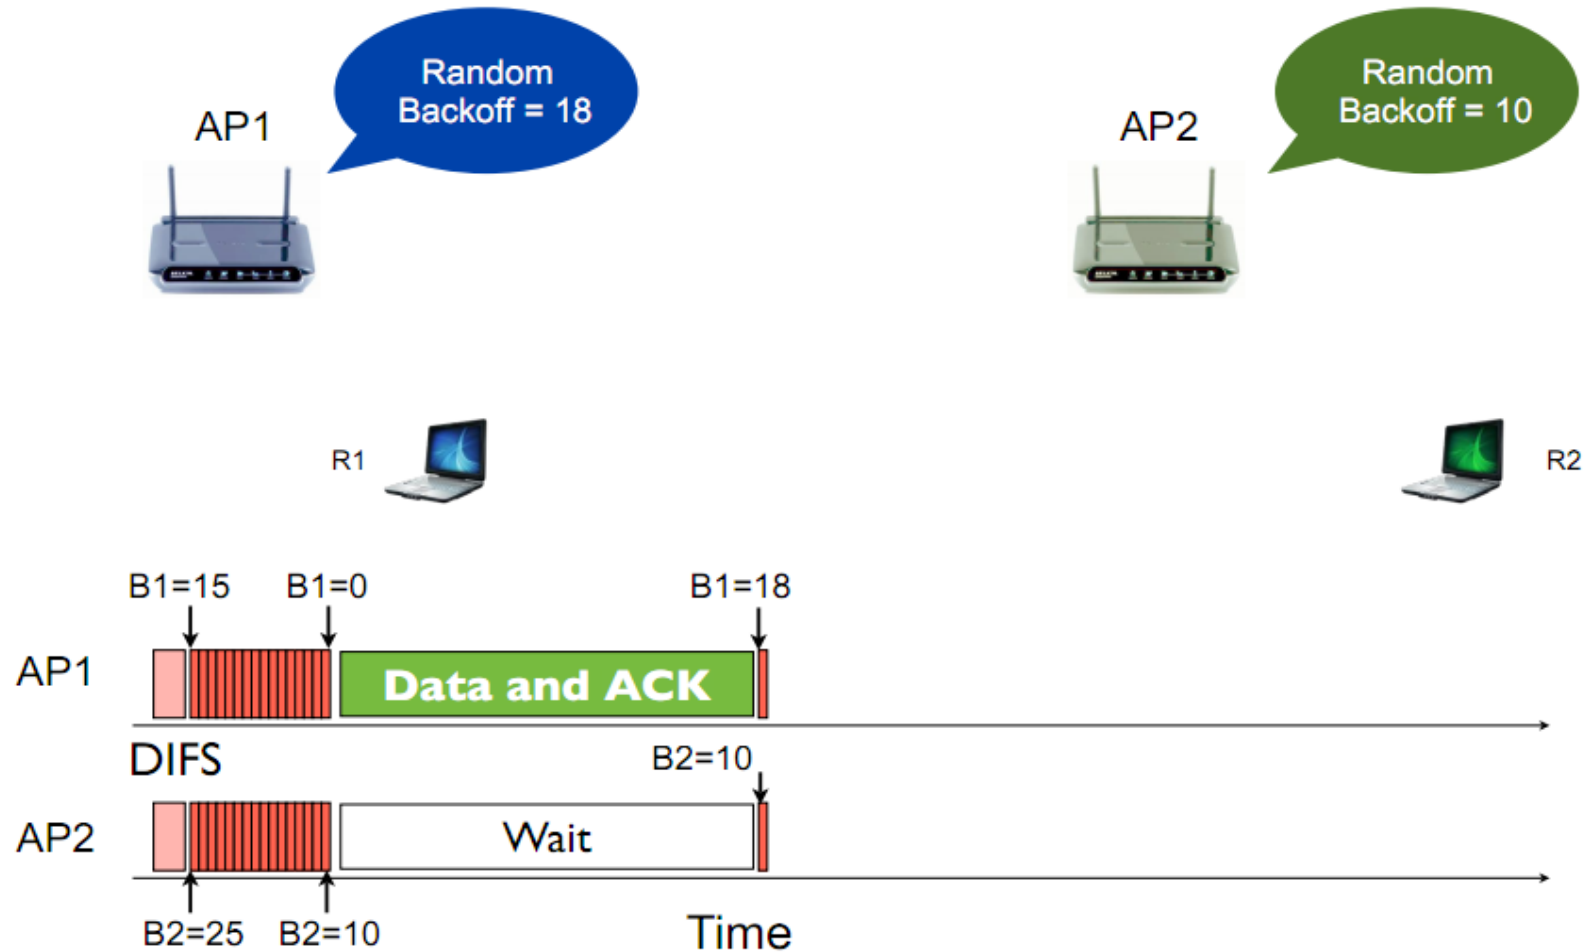 Random
Backoff = 18
Random
Backoff = 10
AP1
AP2
R1
R2
B1=15
B1=0
B1=18
AP1
Data and ACK
DIFS
B2=10
AP2
Wait
B2=25
B2=10
Time